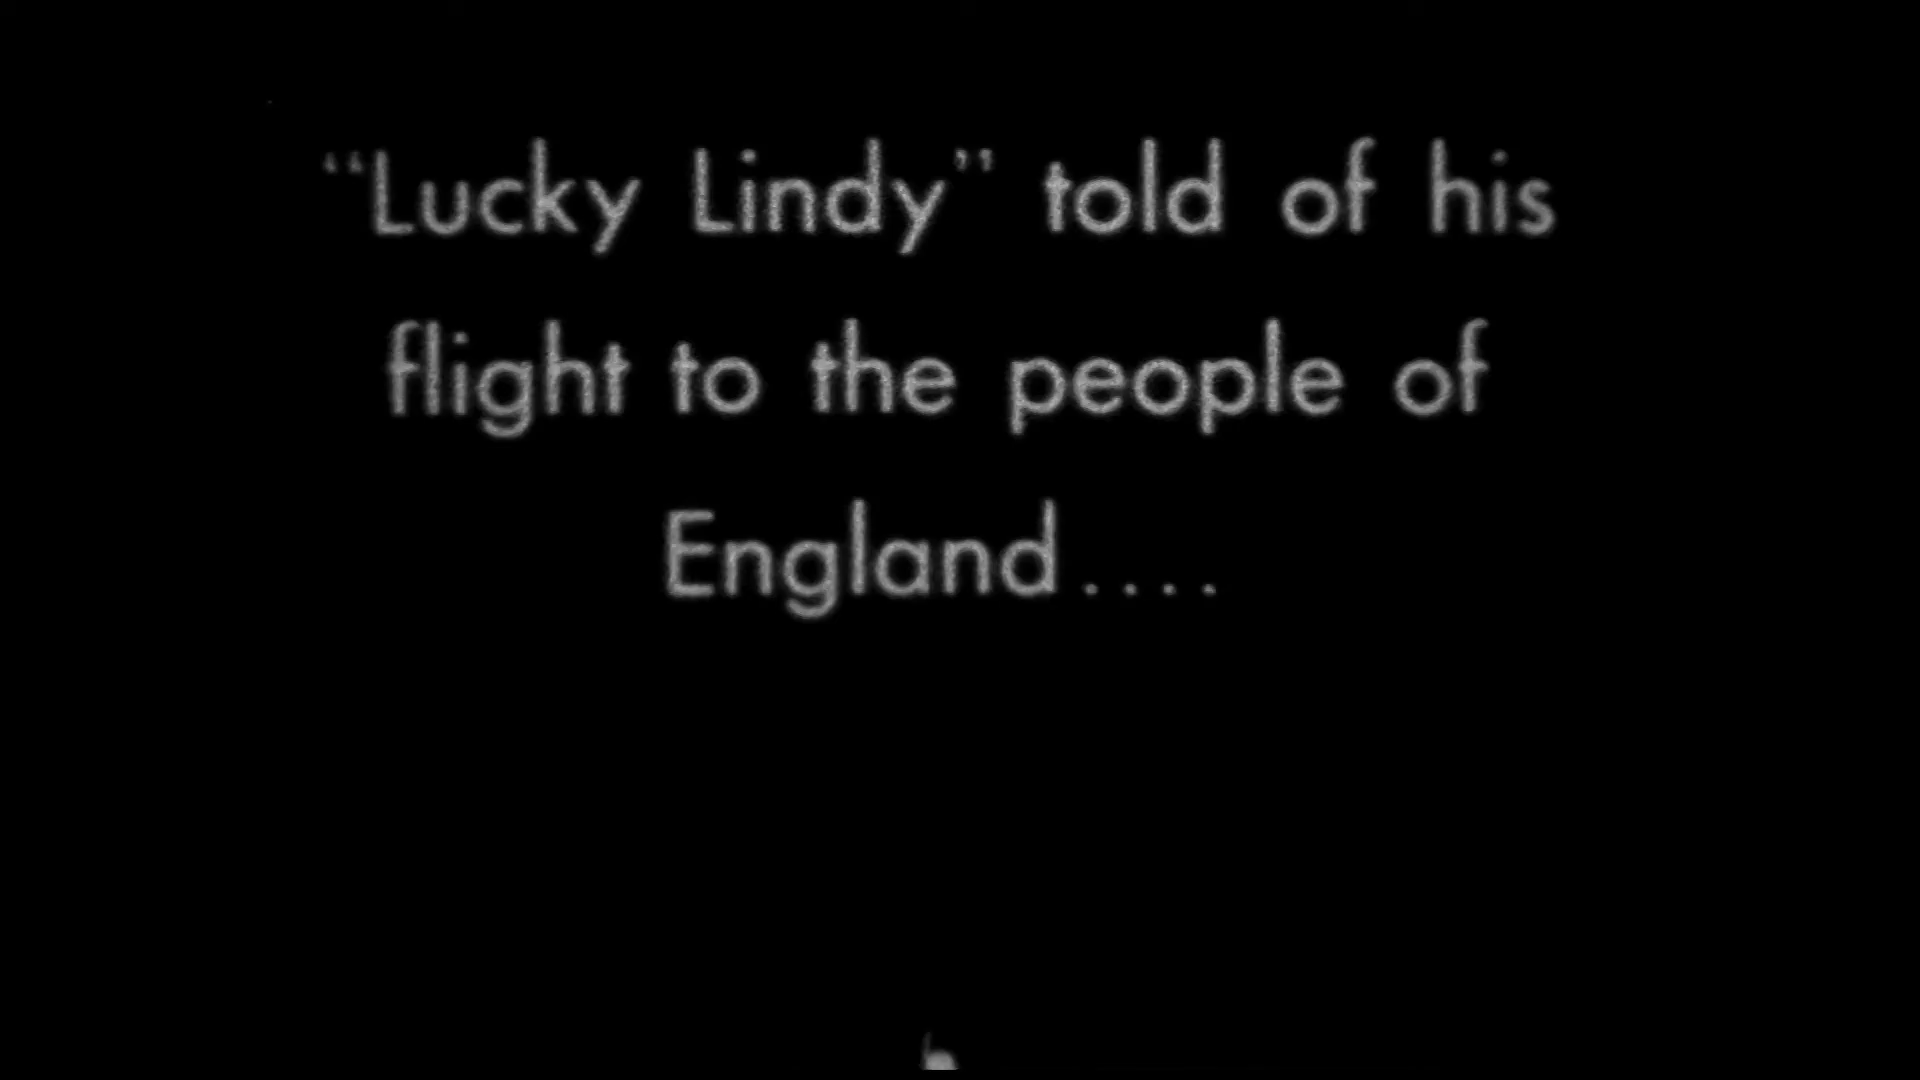 “Lucky Lindy” told of his
flight to the people of
England....